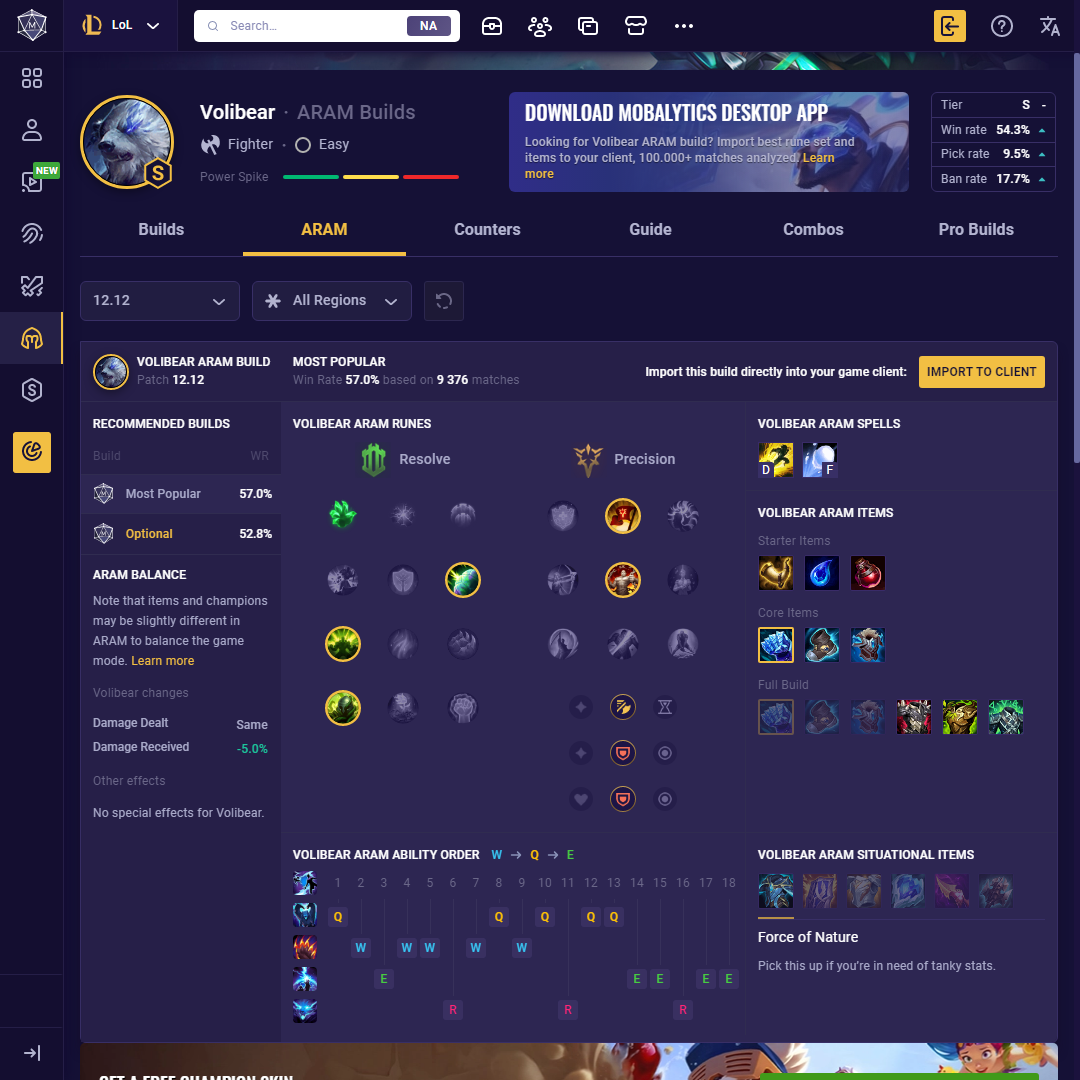 LoL
Search...
NA
Volibear · ARAM Builds
Fighter · Easy
Power Spike
S
DOWNLOAD MOBALYTICS DESKTOP APP
Looking for Volibear ARAM build? Import best rune set and
items to your client, 100.000+ matches analyzed. Learn
more
Tier S -
Win rate 54.3%
Pick rate 9.5%
Ban rate 17.7%
NEW
Builds
ARAM
Counters
Guide
Combos
Pro Builds
12.12
All Regions
VOLIBEAR ARAM BUILD
Patch 12.12
MOST POPULAR
Win Rate 57.0% based on 9 376 matches
Import this build directly into your game client:
IMPORT TO CLIENT
RECOMMENDED BUILDS
Build WR
Most Popular 57.0%
Optional 52.8%
ARAM BALANCE
Note that items and champions
may be slightly different in
ARAM to balance the game
mode. Learn more
Volibear changes
Damage Dealt Same
Damage Received -5.0%
Other effects
No special effects for Volibear.
VOLIBEAR ARAM RUNES
Resolve
Precision
VOLIBEAR ARAM SPELLS
D
F
VOLIBEAR ARAM ITEMS
Starter Items
Core Items
Full Build
VOLIBEAR ARAM ABILITY ORDER W → Q → E
1 2 3 4 5 6 7 8 9 10 11 12 13 14 15 16 17 18
Q Q Q Q Q
W W W W W
E E E E E
R R R
VOLIBEAR ARAM SITUATIONAL ITEMS
Force of Nature
Pick this up if you're in need of tanky stats.
GET A FREE CHAMPION SKIN